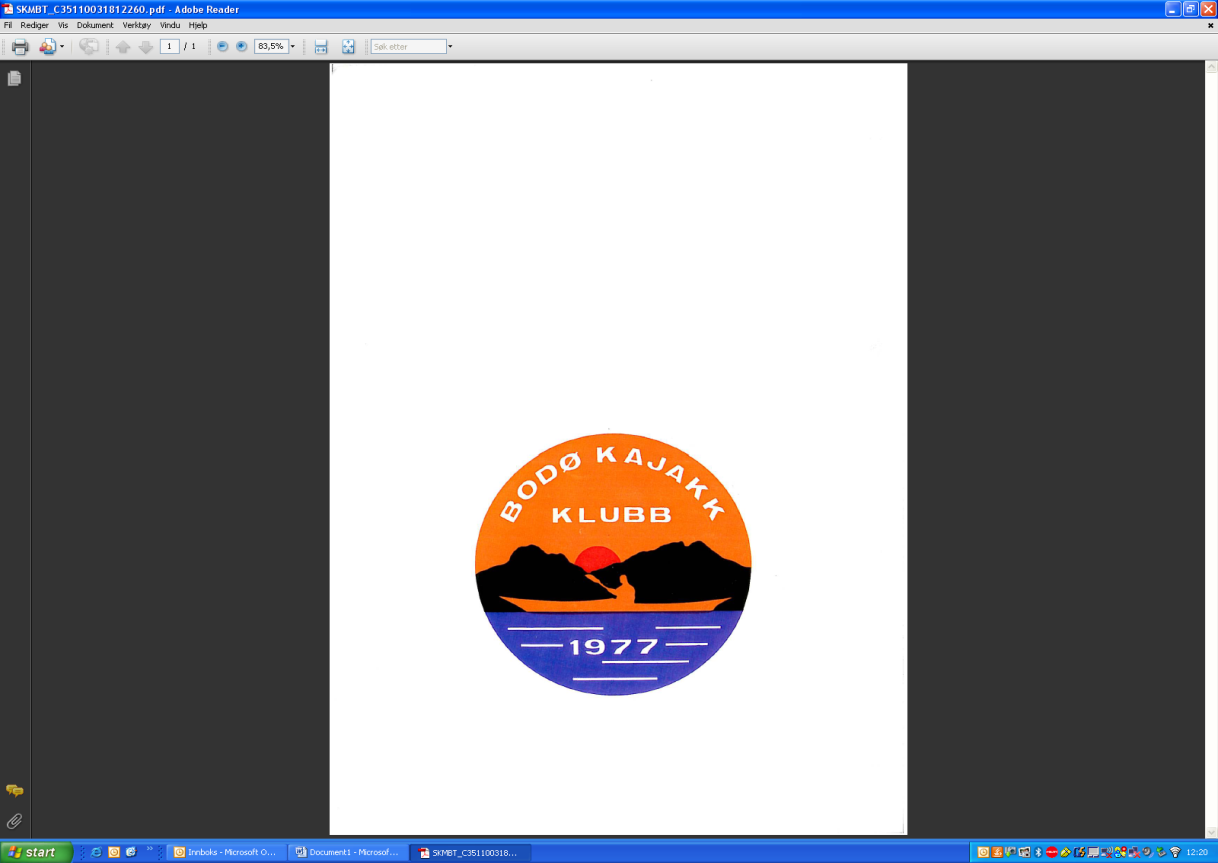 SKMBT_C35110031812260.pdf - Adobe Reader
Fil Rediger Vis Dokument Verktøy Vindu Hjelp
1 / 1 83,5% Søk etter
BODØ KAJAKK
KLUBB
1977
start Innboks - Microsoft O... Document1 - Microsof... SKMBT_C351100318... 12:20